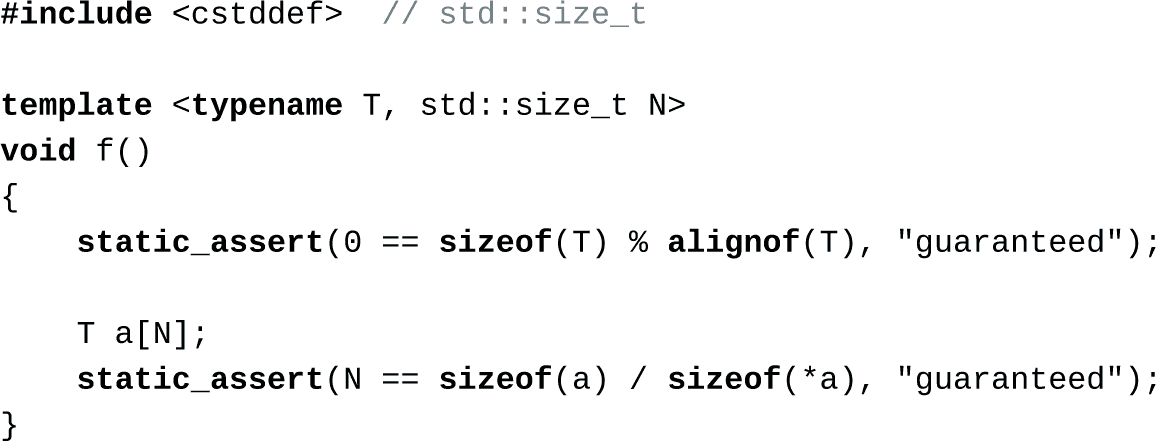 #include <cstddef>  // std::size_t

template <typename T, std::size_t N>
void f()
{
    static_assert(0 == sizeof(T) % alignof(T), "guaranteed");

    T a[N];
    static_assert(N == sizeof(a) / sizeof(*a), "guaranteed");
}